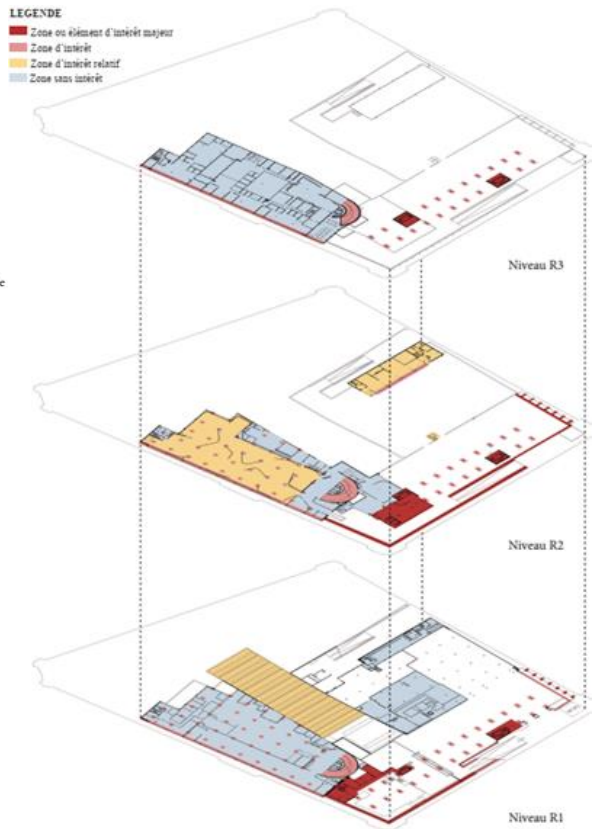 LEGENDE
Zone ou élément d'intérêt majeur
Zone d'intérêt
Zone d'intérêt relatif
Zone sans intérêt
Niveau R3
e
Niveau R2
Niveau R1